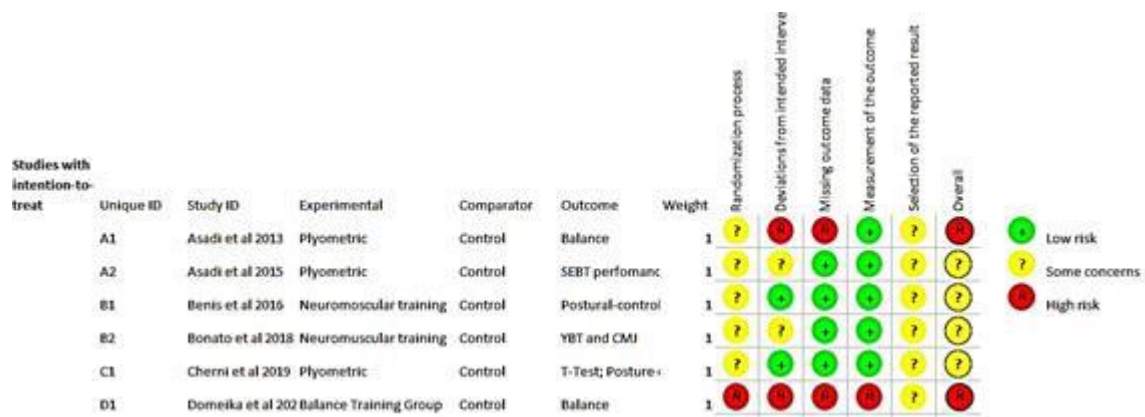 Randomization process
Deviations from intended interve
Missing outcome data
Measurement of the outcome
Selection of the reported result
Overall
Studies with
intention-to-
treat Unique ID Study ID Experimental Comparator Outcome Weight
A1 Asadi et al 2013 Plyometric Control Balance 1 ? R R + ? R
A2 Asadi et al 2015 Plyometric Control SEBT perfomanc 1 ? ? + + ? ?
B1 Benis et al 2016 Neuromuscular training Control Postural-control 1 ? + + + ? ?
B2 Bonato et al 2018 Neuromuscular training Control YBT and CMJ 1 ? ? + + ? ?
C1 Cherni et al 2019 Plyometric Control T-Test; Posture- 1 ? + + + ? ?
D1 Domeika et al 202 Balance Training Group Control Balance 1 R R R R ? R
+ Low risk
? Some concerns
R High risk